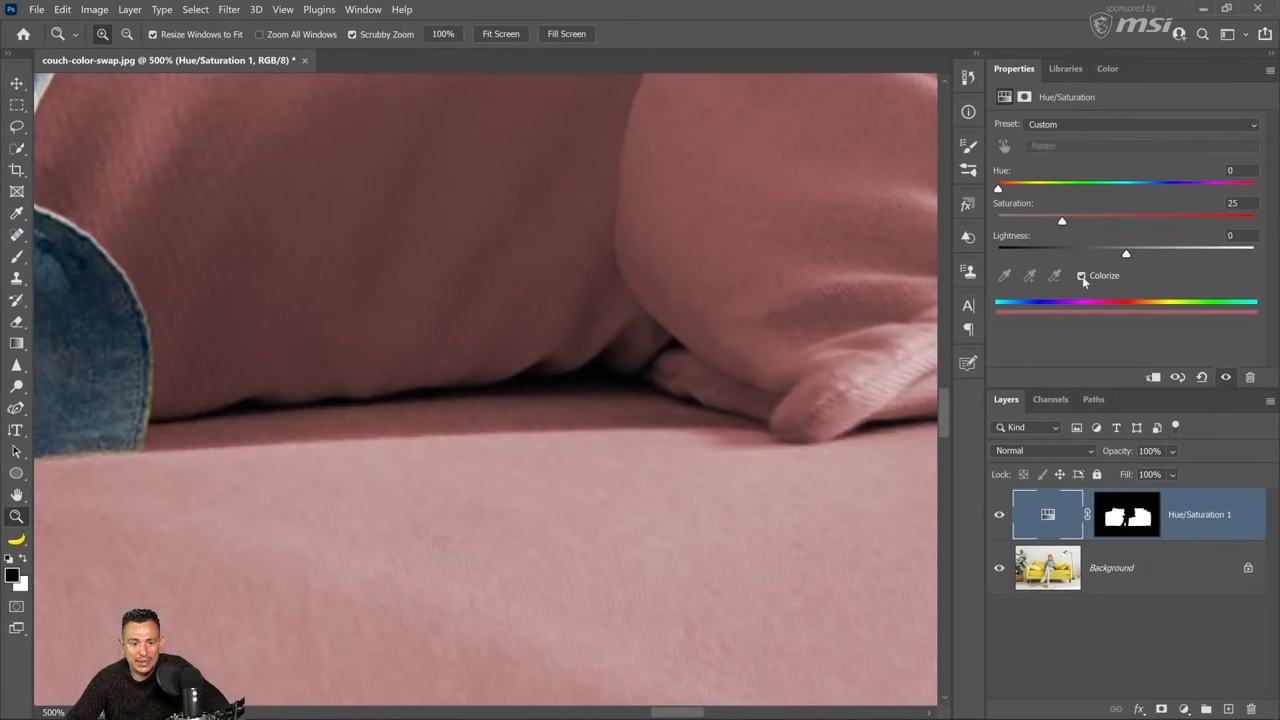 Ps File Edit Image Layer Type Select Filter 3D View Plugins Window Help
sponsored by
msi
Resize Windows to Fit Zoom All Windows Scrubby Zoom 100% Fit Screen Fill Screen
couch-color-swap.jpg @ 500% (Hue/Saturation 1, RGB/8) * ×
Properties Libraries Color
Hue/Saturation
Preset: Custom
Master
Hue: 0
Saturation: 25
Lightness: 0
Colorize
Layers Channels Paths
Kind
Normal Opacity: 100%
Lock: Fill: 100%
Hue/Saturation 1
Background
500%